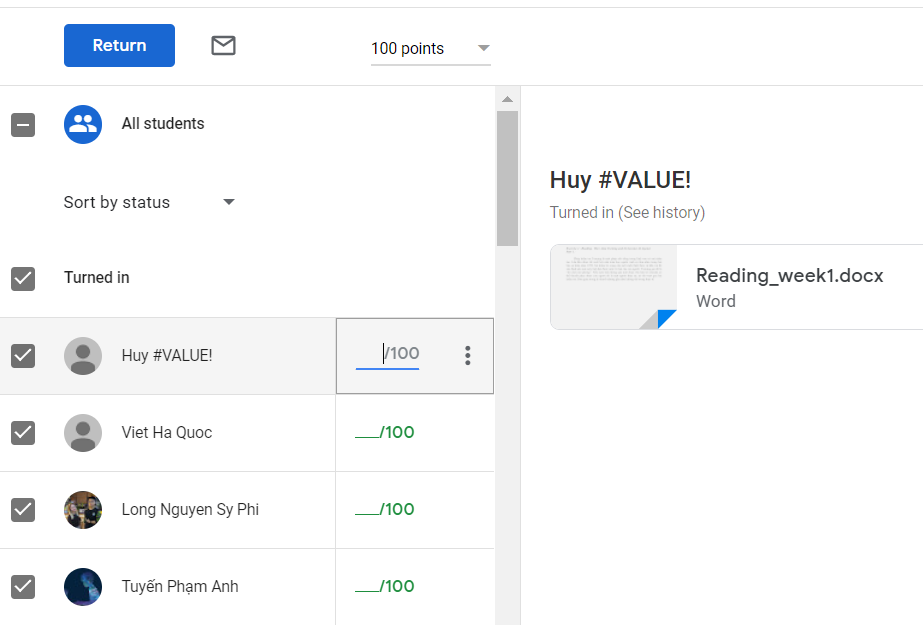 Return
100 points
All students
Sort by status
Turned in
Huy #VALUE!
/100
Viet Ha Quoc
___/100
Long Nguyen Sy Phi
___/100
Tuyến Phạm Anh
___/100
Huy #VALUE!
Turned in (See history)
Reading_week1.docx
Word